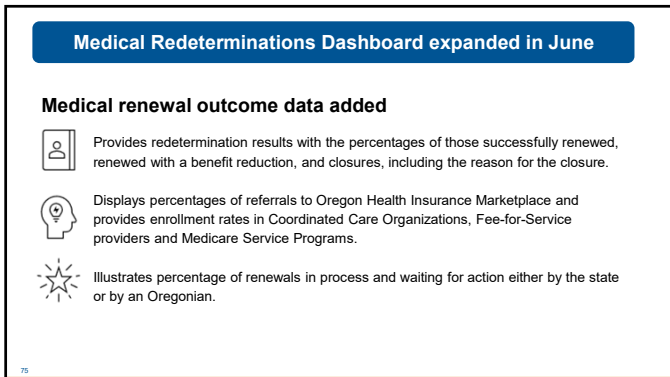 Medical Redeterminations Dashboard expanded in June
Medical renewal outcome data added
Provides redetermination results with the percentages of those successfully renewed,
renewed with a benefit reduction, and closures, including the reason for the closure.
Displays percentages of referrals to Oregon Health Insurance Marketplace and
provides enrollment rates in Coordinated Care Organizations, Fee-for-Service
providers and Medicare Service Programs.
Illustrates percentage of renewals in process and waiting for action either by the state
or by an Oregonian.
75